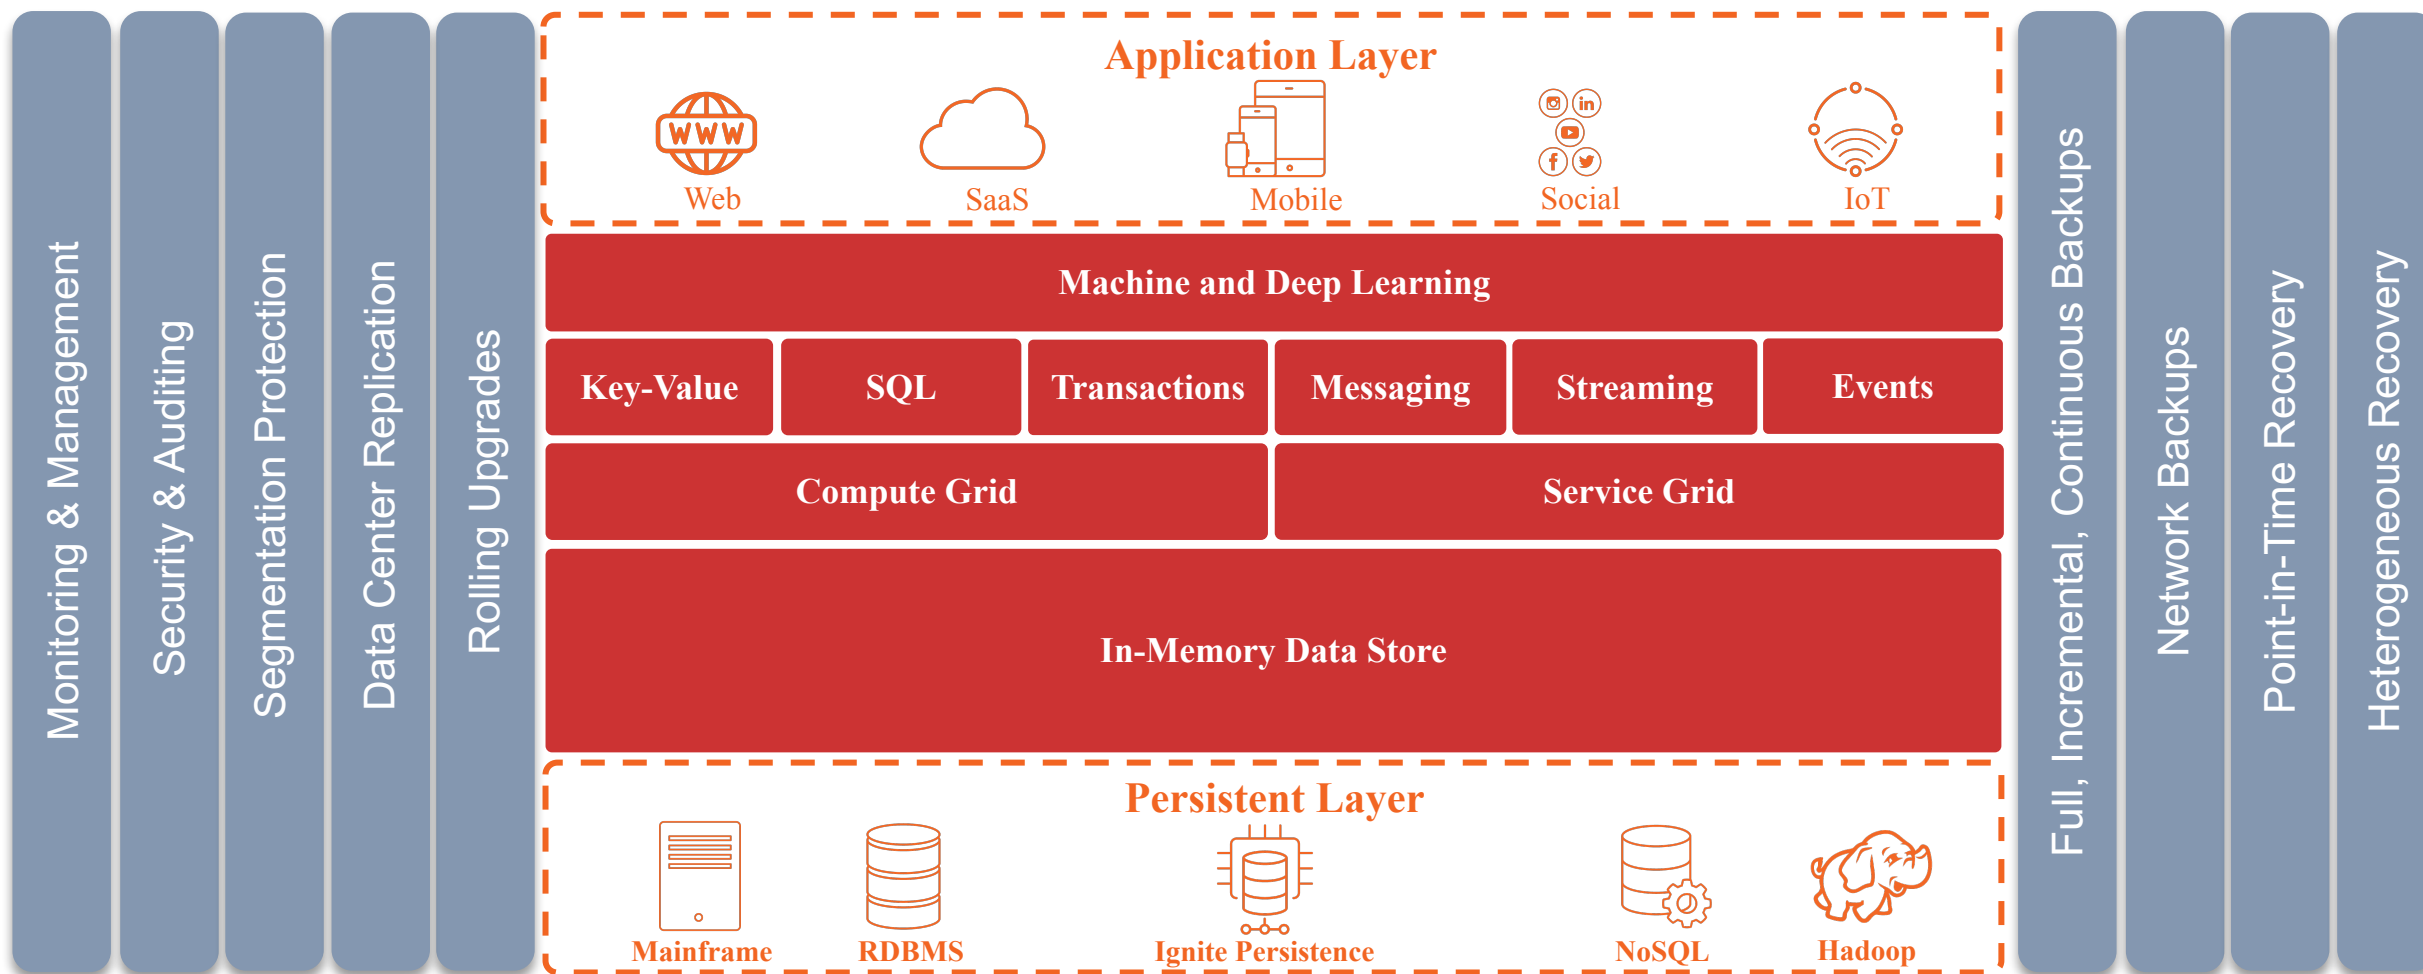 Monitoring & Management
Security & Auditing
Segmentation Protection
Data Center Replication
Rolling Upgrades
Application Layer
WWW
in
f
Web
SaaS
Mobile
Social
IoT
Machine and Deep Learning
Key-Value
SQL
Transactions
Messaging
Streaming
Events
Compute Grid
Service Grid
In-Memory Data Store
Persistent Layer
Mainframe
RDBMS
Ignite Persistence
NoSQL
Hadoop
Full, Incremental, Continuous Backups
Network Backups
Point-in-Time Recovery
Heterogeneous Recovery